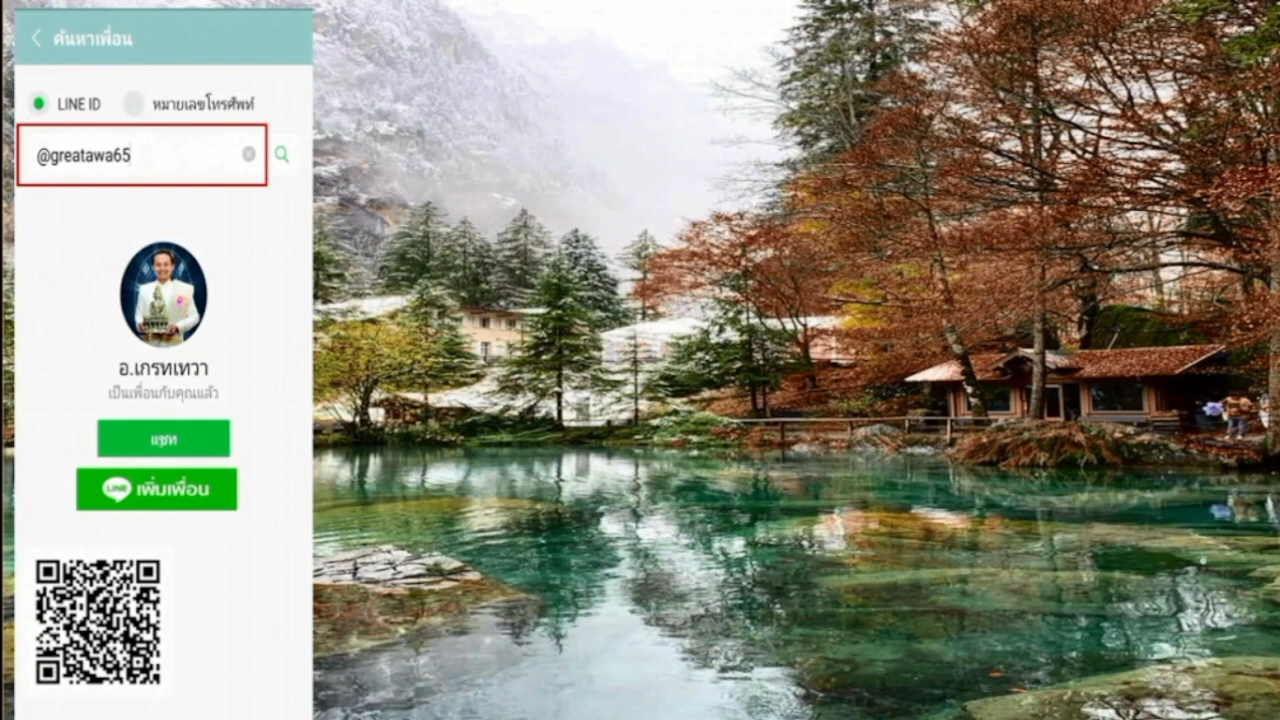 ค้นหาเพื่อน
LINE ID หมายเลขโทรศัพท์
@greatawa65
อ.เกรทเทวา
เป็นเพื่อนกับคุณแล้ว
แชท
LINE เพิ่มเพื่อน